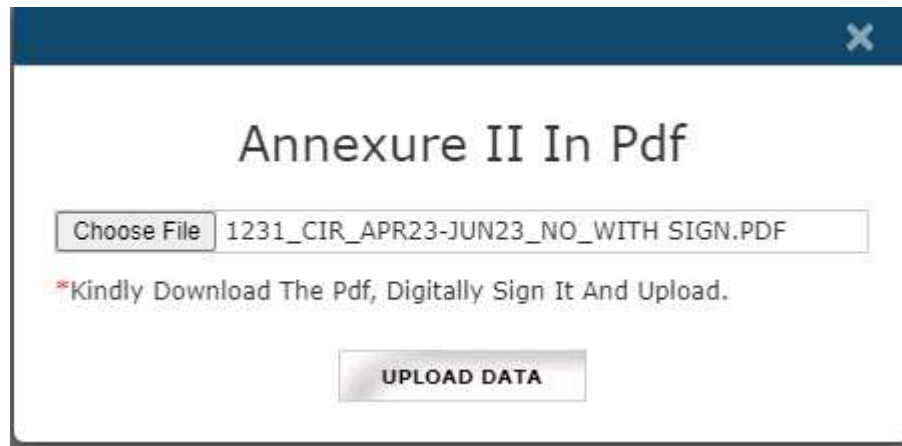 Annexure II In Pdf
Choose File 1231_CIR_APR23-JUN23_NO_WITH SIGN.PDF
*Kindly Download The Pdf, Digitally Sign It And Upload.
UPLOAD DATA